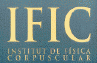 IFIC
INSTITUT DE FÍSICA
CORPUSCULAR